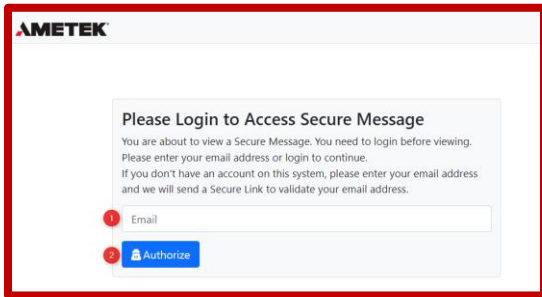 AMETEK
Please Login to Access Secure Message
You are about to view a Secure Message. You need to login before viewing.
Please enter your email address or login to continue.
If you don't have an account on this system, please enter your email address
and we will send a Secure Link to validate your email address.
1 Email
2 Authorize